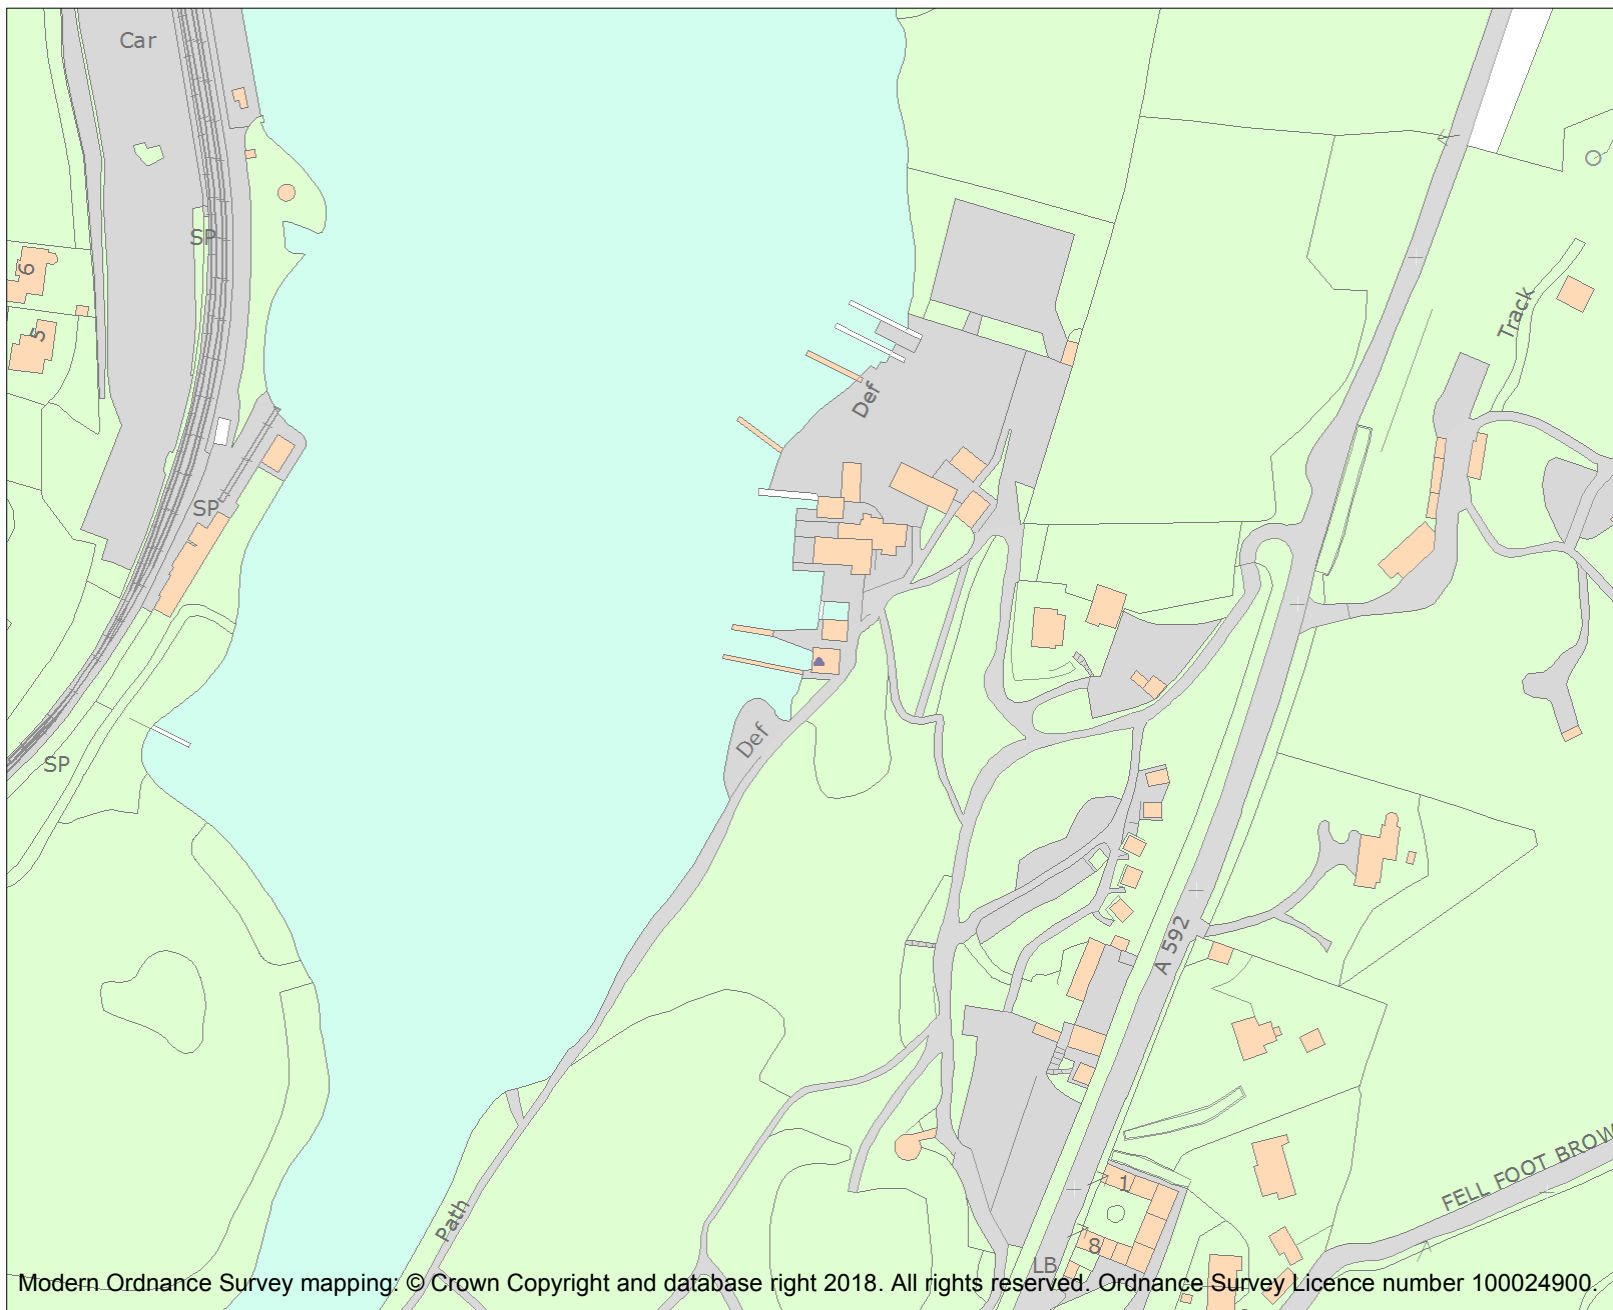 Car
SP
6
5
Track
Def
SP
Def
SP
A 592
FELL FOOT BROW
1
Path
8
LB
Modern Ordnance Survey mapping: © Crown Copyright and database right 2018. All rights reserved. Ordnance Survey Licence number 100024900.